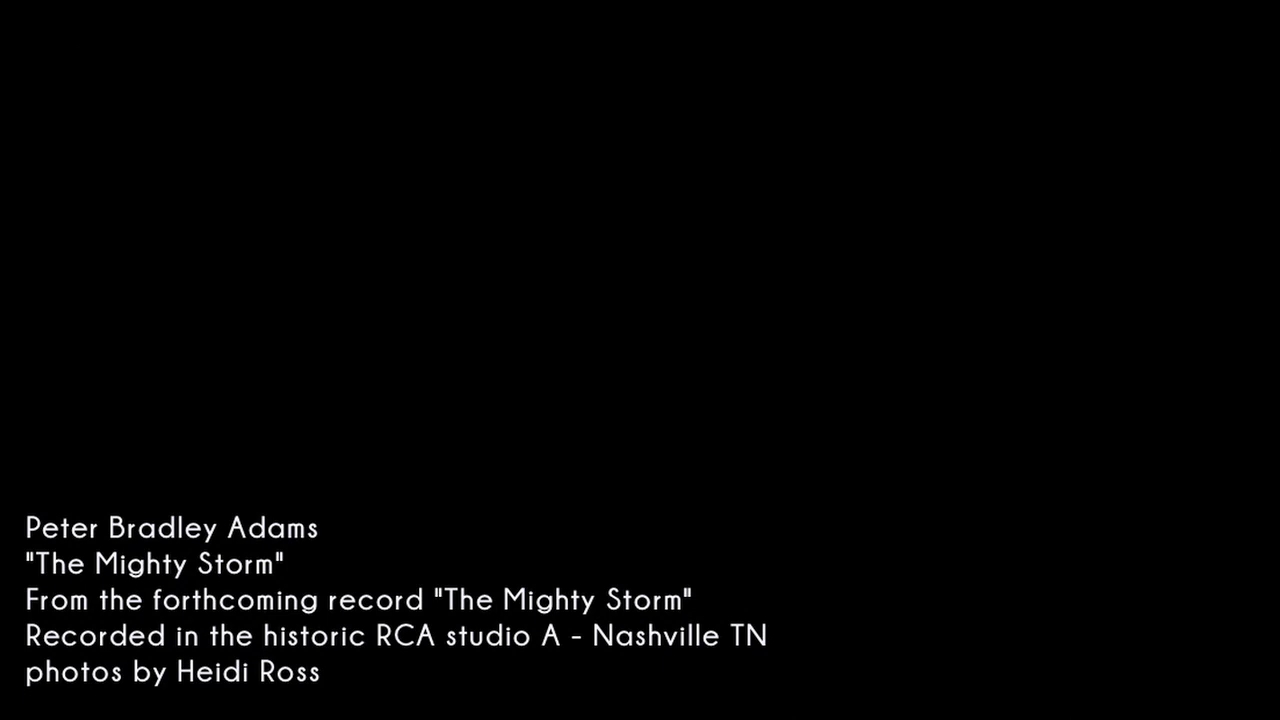 Peter Bradley Adams
"The Mighty Storm"
From the forthcoming record "The Mighty Storm"
Recorded in the historic RCA studio A - Nashville TN
photos by Heidi Ross